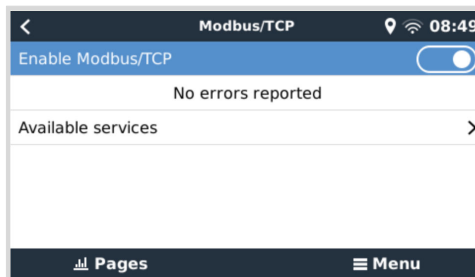 Modbus/TCP 08:49
Enable Modbus/TCP
No errors reported
Available services
Pages Menu